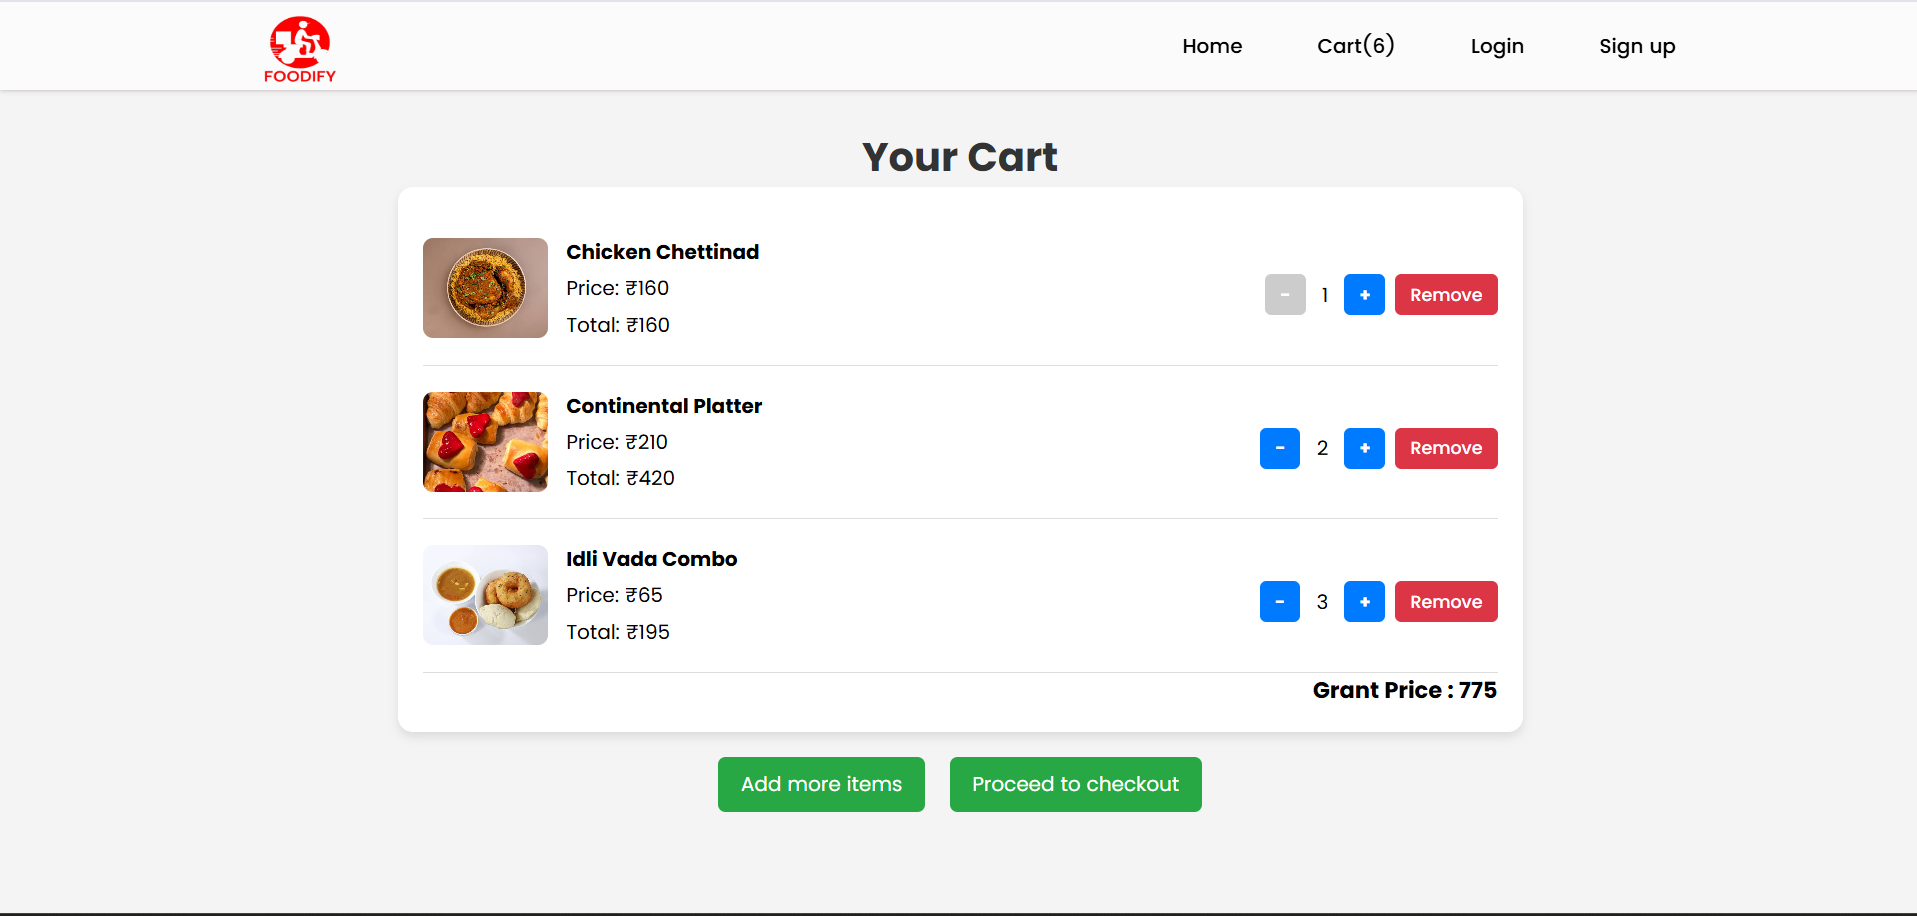 FOODIFY
Home
Cart(6)
Login
Sign up
Your Cart
Chicken Chettinad
Price: ₹160
Total: ₹160
-
1
+
Remove
Continental Platter
Price: ₹210
Total: ₹420
-
2
+
Remove
Idli Vada Combo
Price: ₹65
Total: ₹195
-
3
+
Remove
Grant Price : 775
Add more items
Proceed to checkout